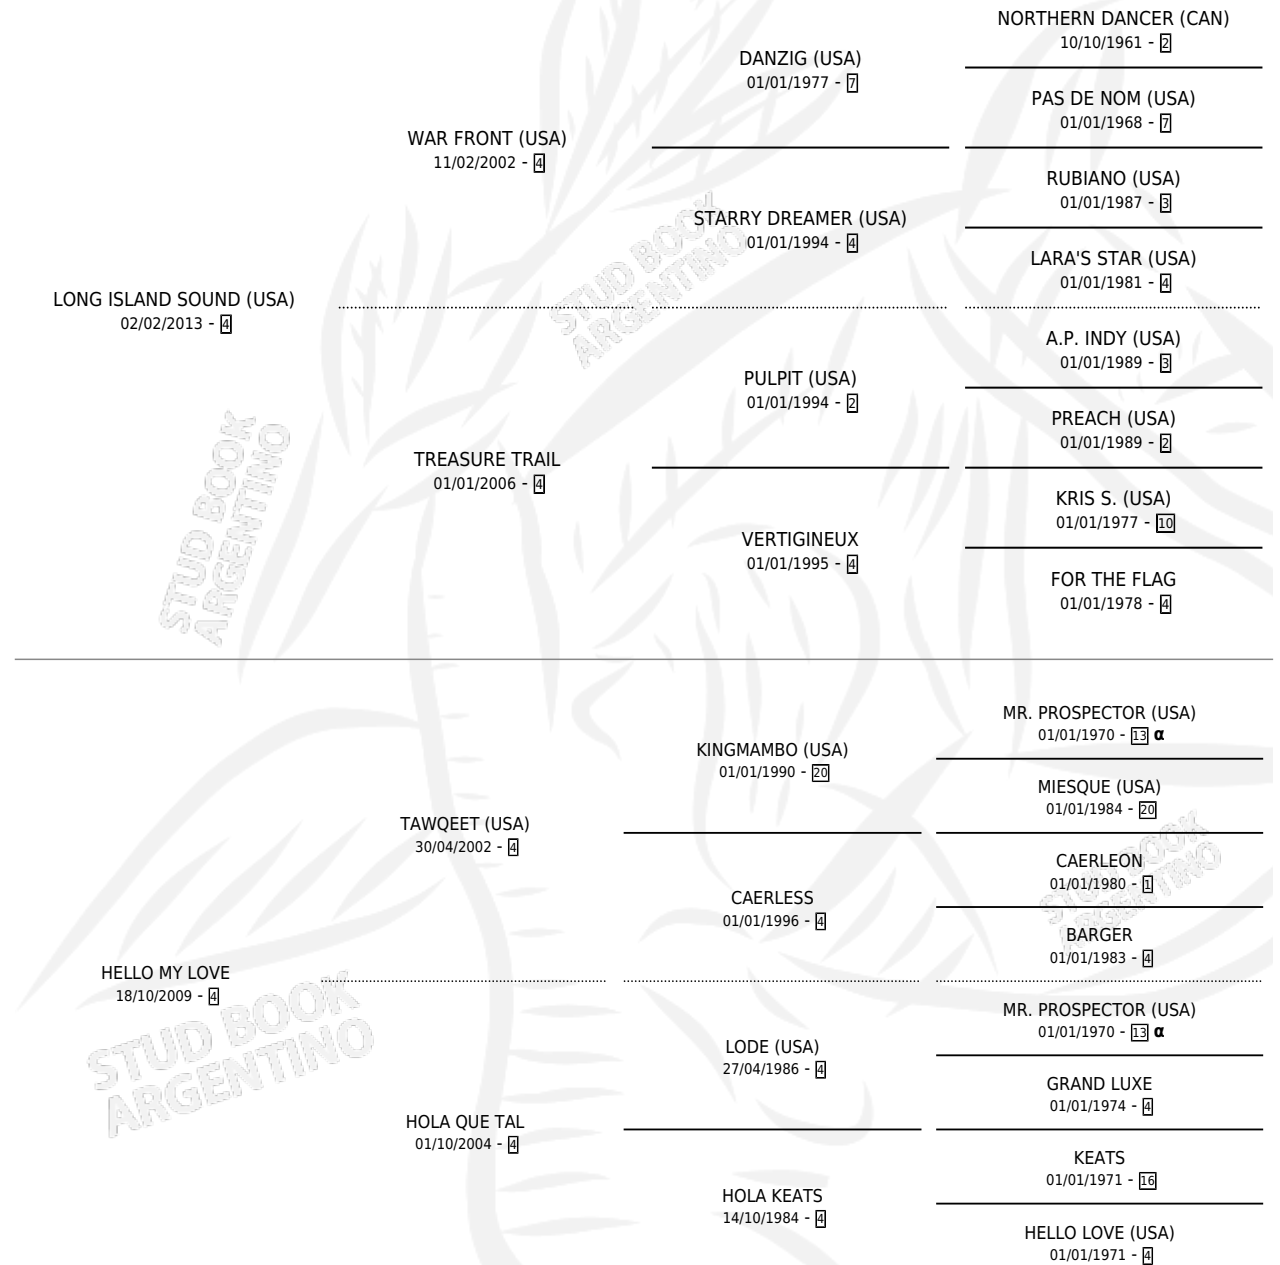 NORTHERN DANCER (CAN)
10/10/1961 - 2
DANZIG (USA)
01/01/1977 - 7
PAS DE NOM (USA)
01/01/1968 - 7
WAR FRONT (USA)
11/02/2002 - 4
RUBIANO (USA)
01/01/1987 - 3
STARRY DREAMER (USA)
01/01/1994 - 4
LARA'S STAR (USA)
01/01/1981 - 4
LONG ISLAND SOUND (USA)
02/02/2013 - 4
A.P. INDY (USA)
01/01/1989 - 3
PULPIT (USA)
01/01/1994 - 2
PREACH (USA)
01/01/1989 - 2
TREASURE TRAIL
01/01/2006 - 4
KRIS S. (USA)
01/01/1977 - 10
VERTIGINEUX
01/01/1995 - 4
FOR THE FLAG
01/01/1978 - 4
MR. PROSPECTOR (USA)
01/01/1970 - 13 α
KINGMAMBO (USA)
01/01/1990 - 20
MIESQUE (USA)
01/01/1984 - 20
TAWQEET (USA)
30/04/2002 - 4
CAERLEON
01/01/1980 - 1
CAERLESS
01/01/1996 - 4
BARGER
01/01/1983 - 4
HELLO MY LOVE
18/10/2009 - 4
MR. PROSPECTOR (USA)
01/01/1970 - 13 α
LODE (USA)
27/04/1986 - 4
GRAND LUXE
01/01/1974 - 4
HOLA QUE TAL
01/10/2004 - 4
KEATS
01/01/1971 - 16
HOLA KEATS
14/10/1984 - 4
HELLO LOVE (USA)
01/01/1971 - 4
STUD BOOK
ARGENTINO
STUD BOOK
ARGENTINO
STUD BOOK
ARGENTINO
STUD BOOK
ARGENTINO